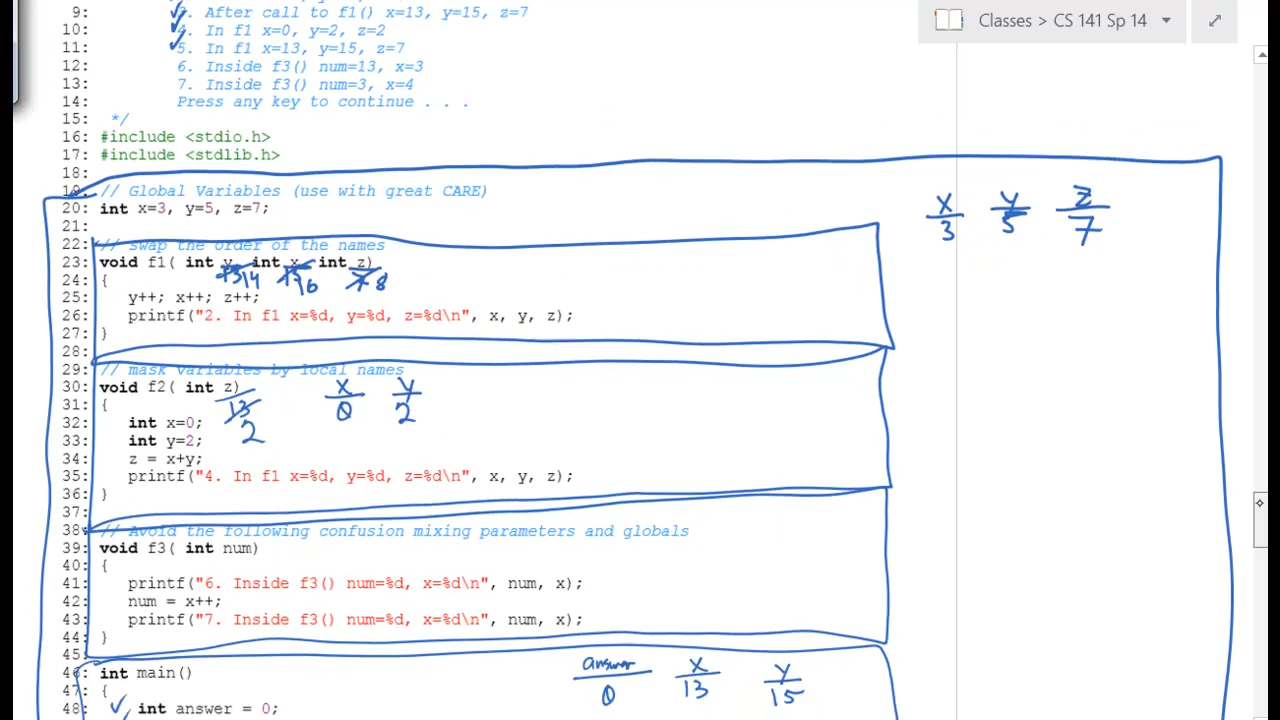 Classes > CS 141 Sp 14
9: 3. After call to f1() x=13, y=15, z=7
10: 4. In f1 x=0, y=2, z=2
11: 5. In f1 x=13, y=15, z=7
12: 6. Inside f3() num=13, x=3
13: 7. Inside f3() num=3, x=4
14: Press any key to continue . . .
15: */
16: #include <stdio.h>
17: #include <stdlib.h>
18:
19: // Global Variables (use with great CARE)
20: int x=3, y=5, z=7;
x y z
3 5 7
21:
22: // swap the order of the names
23: void f1( int y, int x, int z)
13 14 15 16 7 8
24: {
25: y++; x++; z++;
26: printf("2. In f1 x=%d, y=%d, z=%d\n", x, y, z);
27: }
28:
29: // mask variables by local names
30: void f2( int z)
x y
13 0 2
2
31: {
32: int x=0;
33: int y=2;
34: z = x+y;
35: printf("4. In f1 x=%d, y=%d, z=%d\n", x, y, z);
36: }
37:
38: // Avoid the following confusion mixing parameters and globals
39: void f3( int num)
40: {
41: printf("6. Inside f3() num=%d, x=%d\n", num, x);
42: num = x++;
43: printf("7. Inside f3() num=%d, x=%d\n", num, x);
44: }
45:
46: int main()
answer x y
0 13 15
47: {
48: int answer = 0;